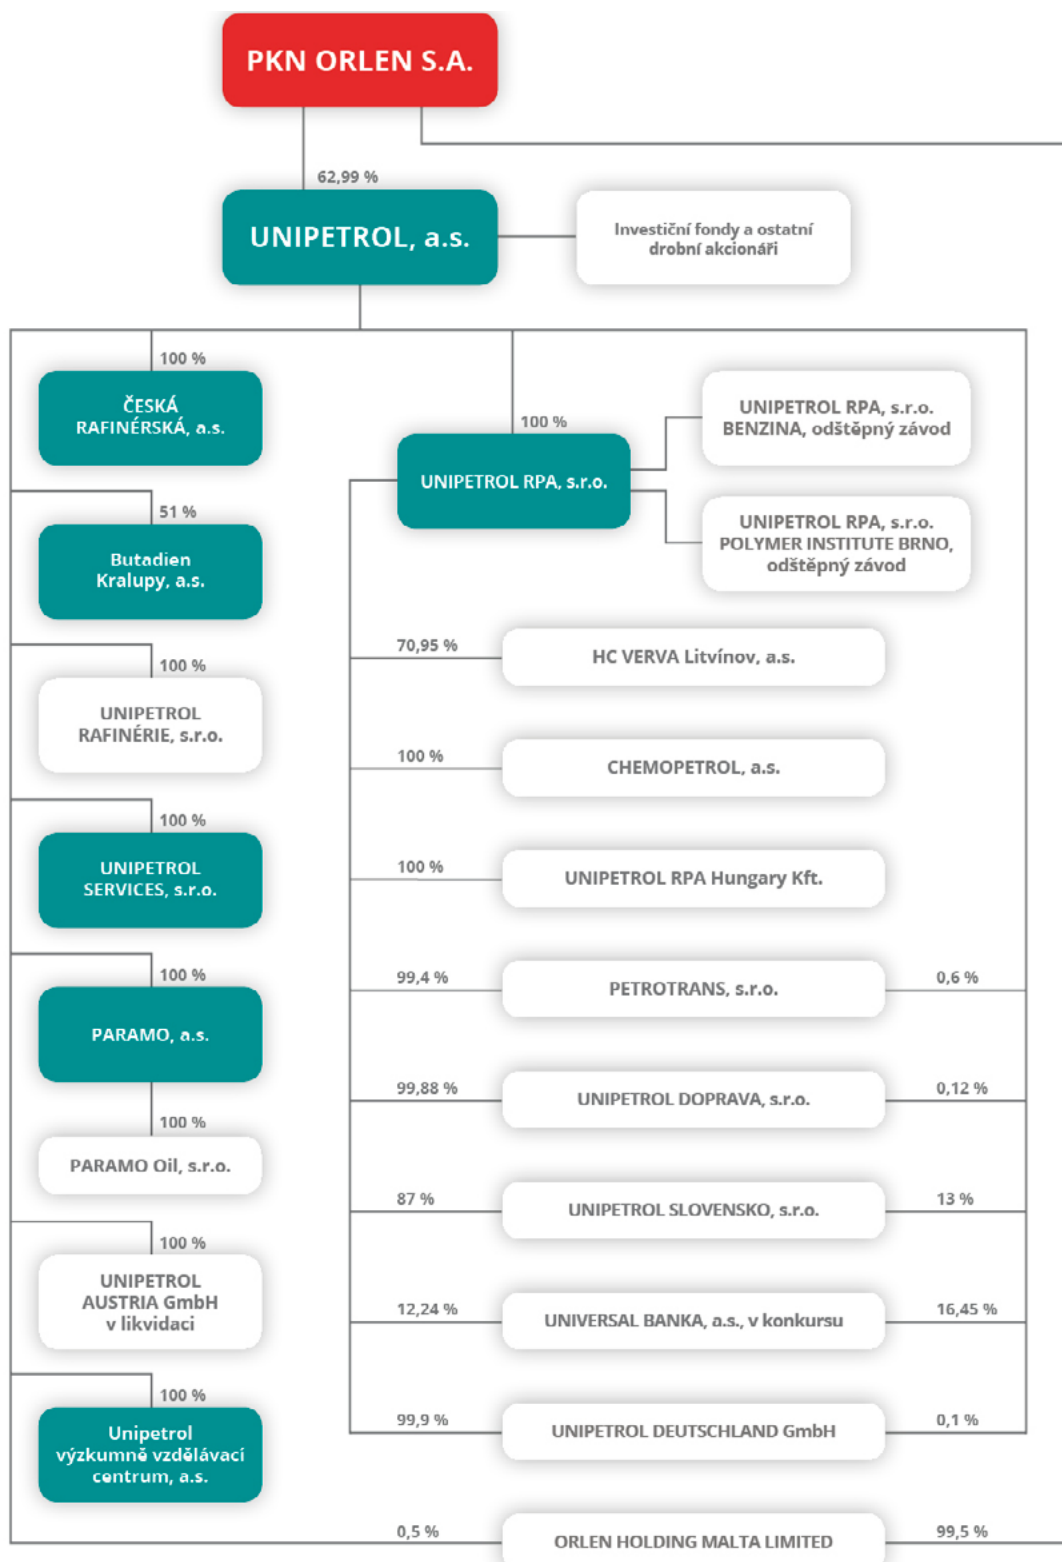 PKN ORLEN S.A.
62,99 %
UNIPETROL, a.s.
Investiční fondy a ostatní
drobní akcionáři
100 %
ČESKÁ
RAFINÉRSKÁ, a.s.
51 %
Butadien
Kralupy, a.s.
100 %
UNIPETROL
RAFINÉRIE, s.r.o.
100 %
UNIPETROL
SERVICES, s.r.o.
100 %
PARAMO, a.s.
100 %
PARAMO Oil, s.r.o.
100 %
UNIPETROL
AUSTRIA GmbH
v likvidaci
100 %
Unipetrol
výzkumně vzdělávací
centrum, a.s.
100 %
UNIPETROL RPA, s.r.o.
UNIPETROL RPA, s.r.o.
BENZINA, odštěpný závod
UNIPETROL RPA, s.r.o.
POLYMER INSTITUTE BRNO,
odštěpný závod
70,95 %
HC VERVA Litvínov, a.s.
100 %
CHEMOPETROL, a.s.
100 %
UNIPETROL RPA Hungary Kft.
99,4 %
PETROTRANS, s.r.o.
0,6 %
99,88 %
UNIPETROL DOPRAVA, s.r.o.
0,12 %
87 %
UNIPETROL SLOVENSKO, s.r.o.
13 %
12,24 %
UNIVERSAL BANKA, a.s., v konkursu
16,45 %
99,9 %
UNIPETROL DEUTSCHLAND GmbH
0,1 %
0,5 %
ORLEN HOLDING MALTA LIMITED
99,5 %